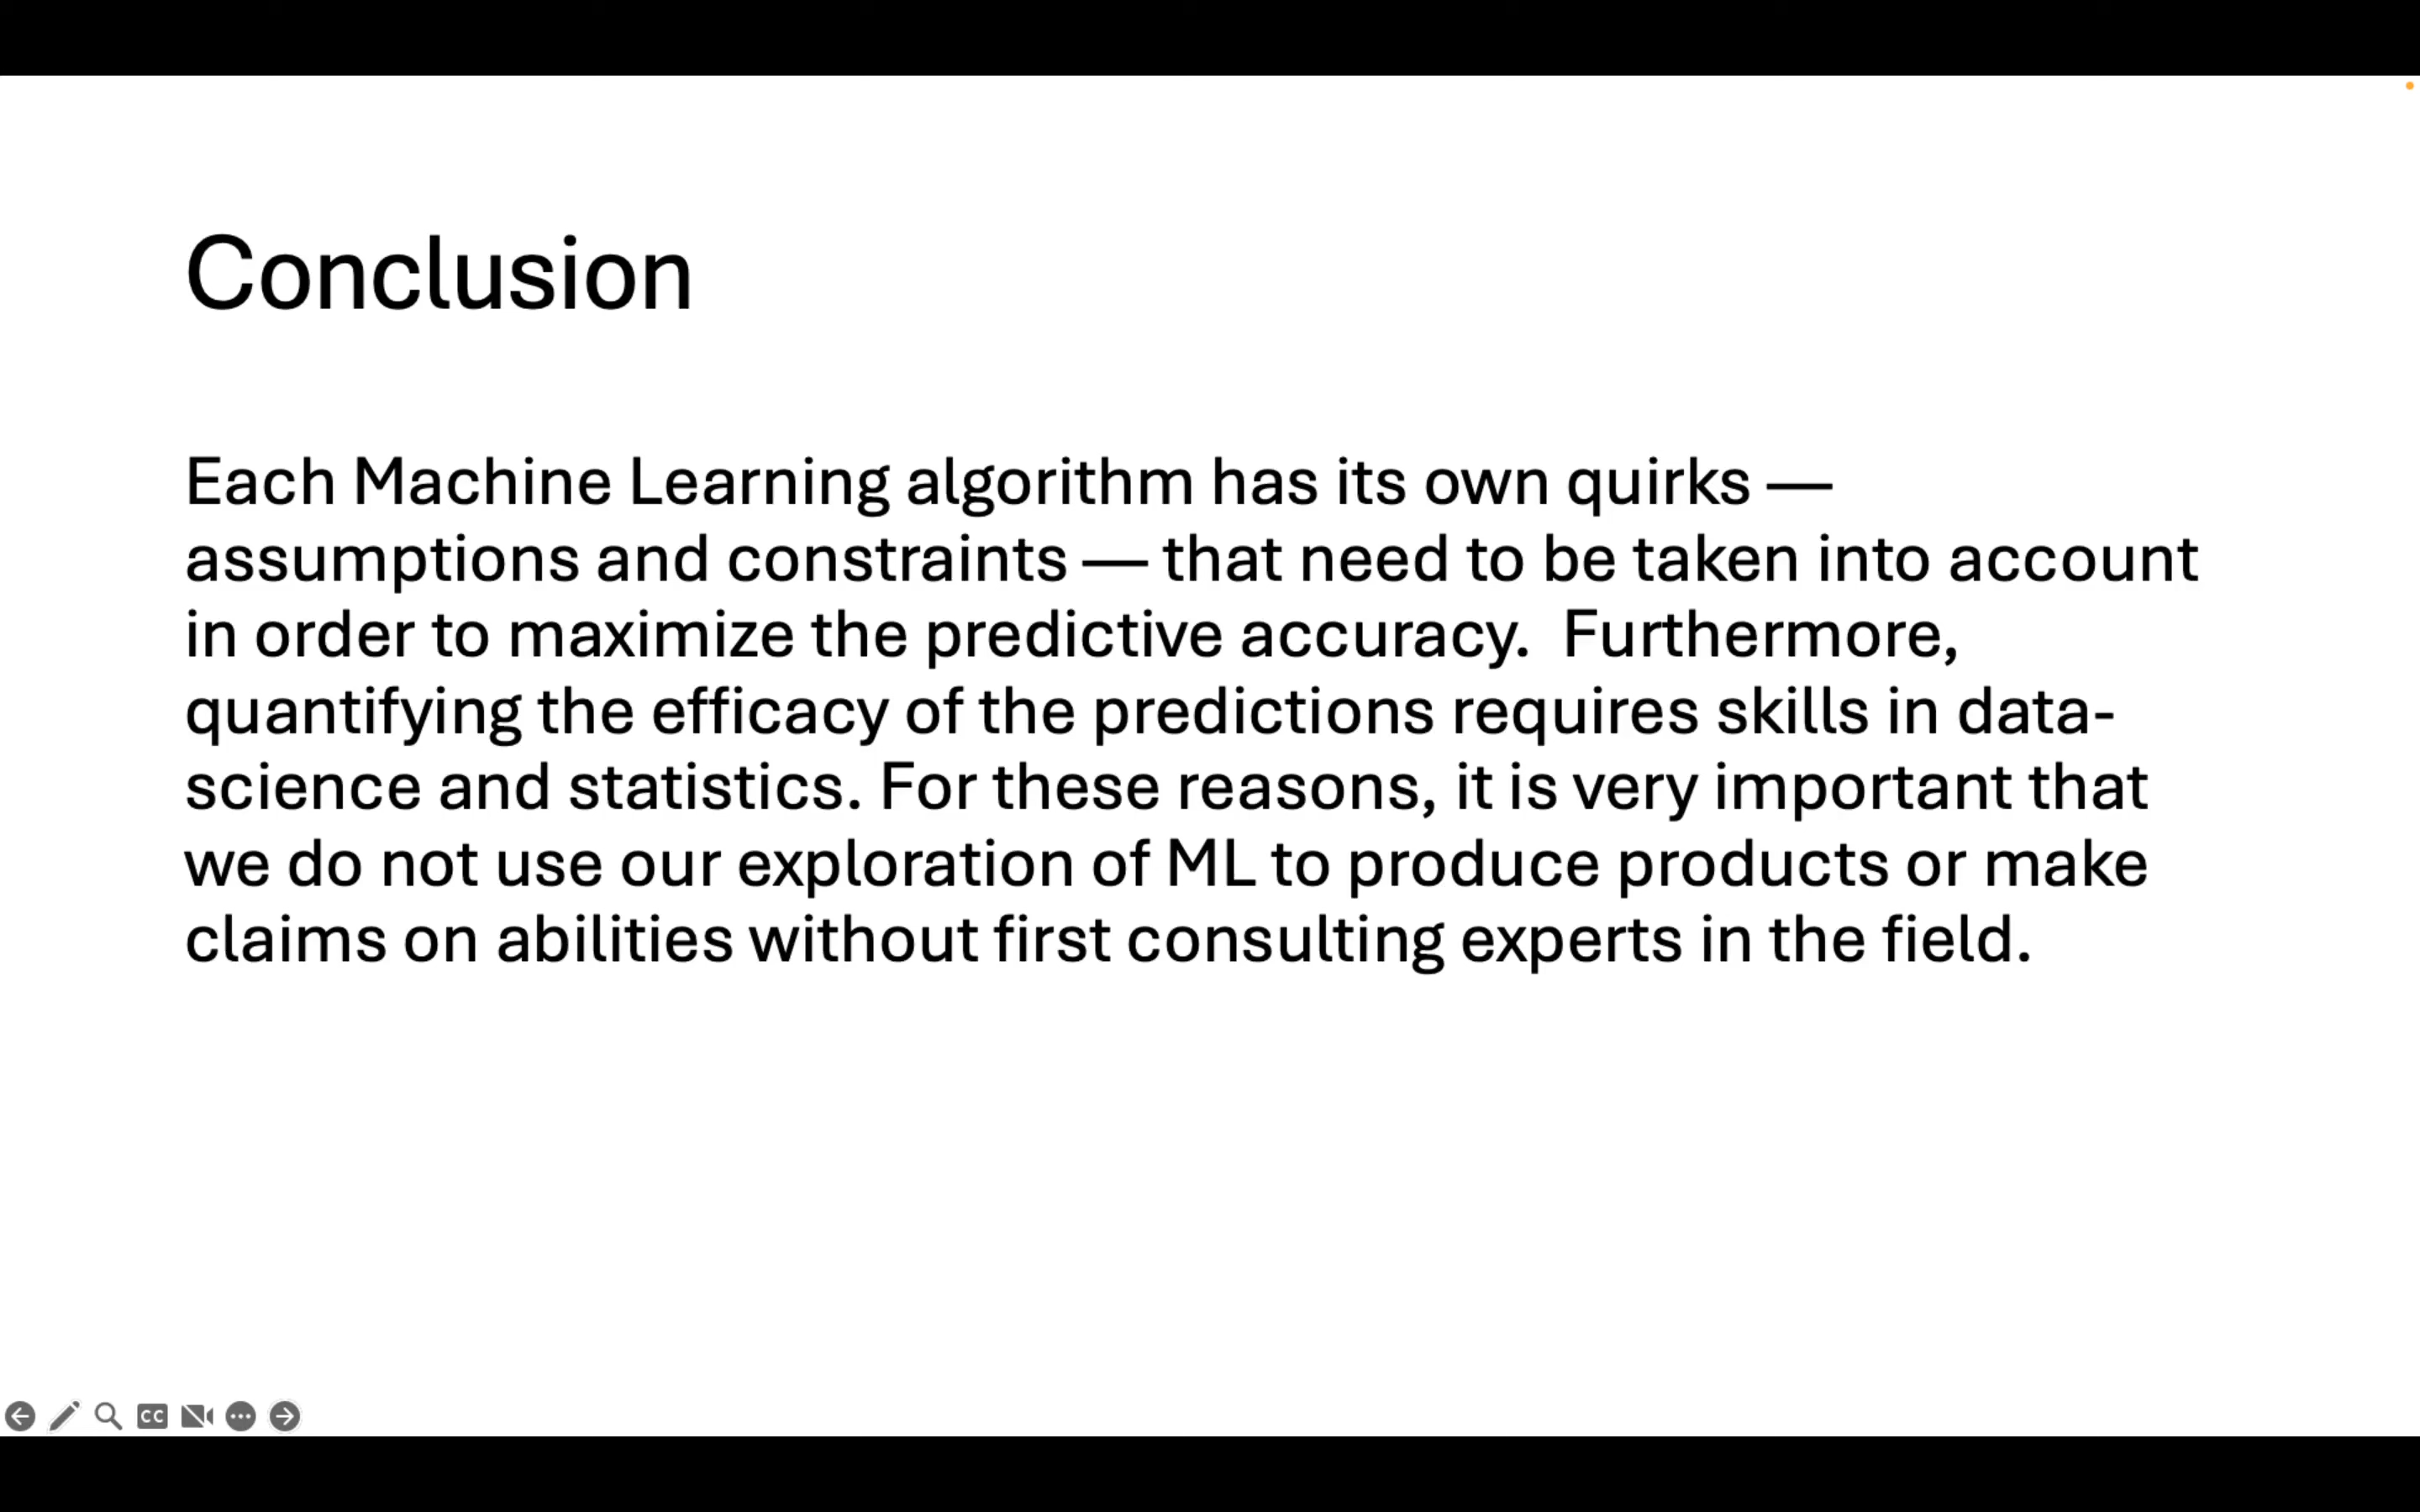 Conclusion
Each Machine Learning algorithm has its own quirks —
assumptions and constraints — that need to be taken into account
in order to maximize the predictive accuracy.  Furthermore,
quantifying the efficacy of the predictions requires skills in data-
science and statistics. For these reasons, it is very important that
we do not use our exploration of ML to produce products or make
claims on abilities without first consulting experts in the field.
CC